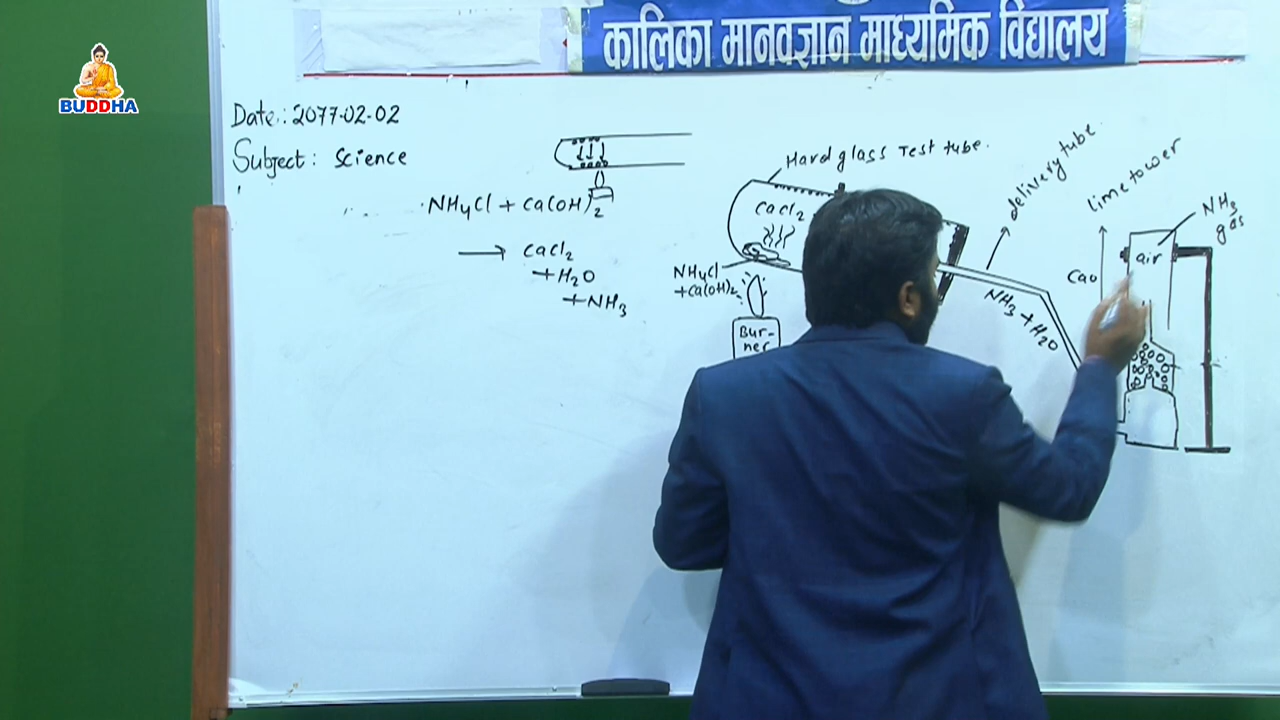 BUDDHA
कालिका मानवज्ञान माध्यमिक विद्यालय
Date: 2077-02-02
Subject: Science
NH4Cl + Ca(OH)2
→ CaCl2
+H2O
+NH3
Hard glass Test tube.
CaCl2
NH4Cl
+Ca(OH)2
Bur-
ner
delivery tube.
NH3 + H2O
lime tower
CaO
air
NH3
gas